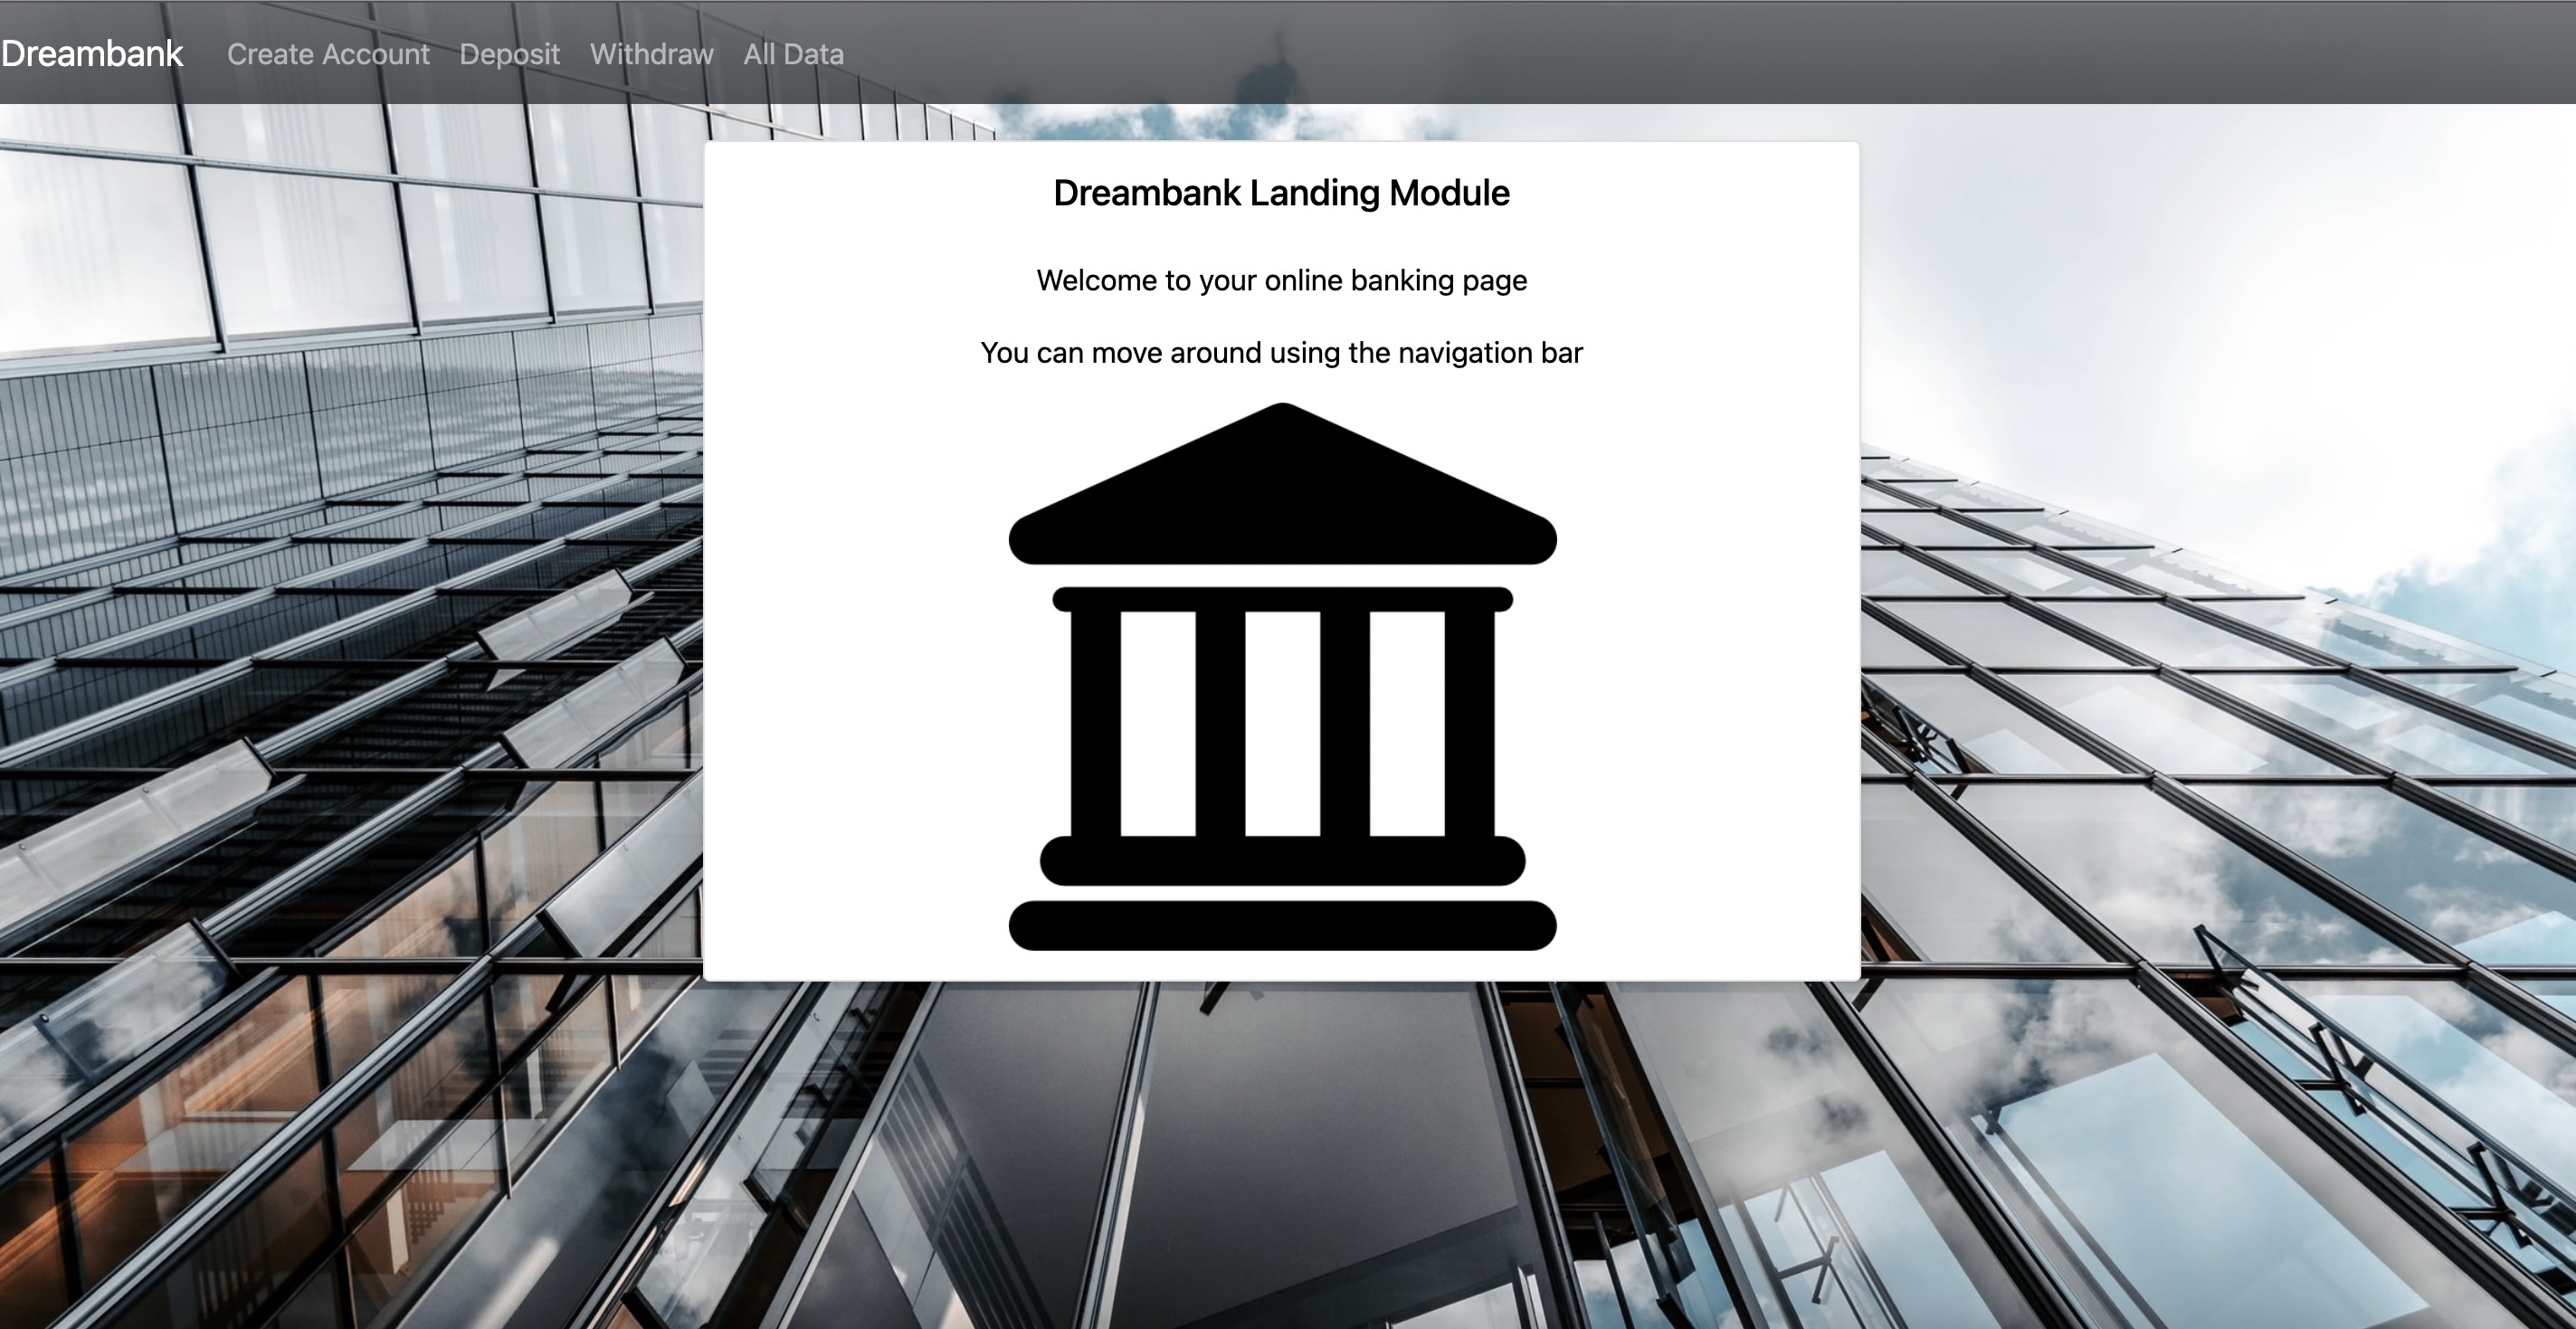 Dreambank Create Account Deposit Withdraw All Data
Dreambank Landing Module
Welcome to your online banking page
You can move around using the navigation bar